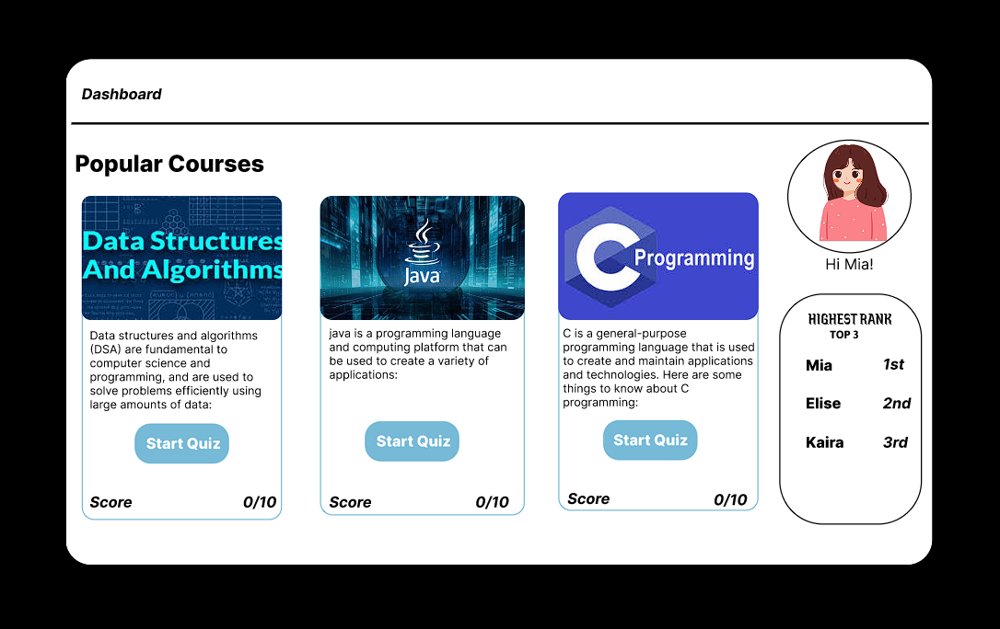 Dashboard
Popular Courses
Data Structures
And Algorithms
Data structures and algorithms
(DSA) are fundamental to
computer science and
programming, and are used to
solve problems efficiently using
large amounts of data:
Start Quiz
Score 0/10
Java
java is a programming language
and computing platform that can
be used to create a variety of
applications:
Start Quiz
Score 0/10
C Programming
C is a general-purpose
programming language that is used
to create and maintain applications
and technologies. Here are some
things to know about C
programming:
Start Quiz
Score 0/10
Hi Mia!
HIGHEST RANK
TOP 3
Mia 1st
Elise 2nd
Kaira 3rd